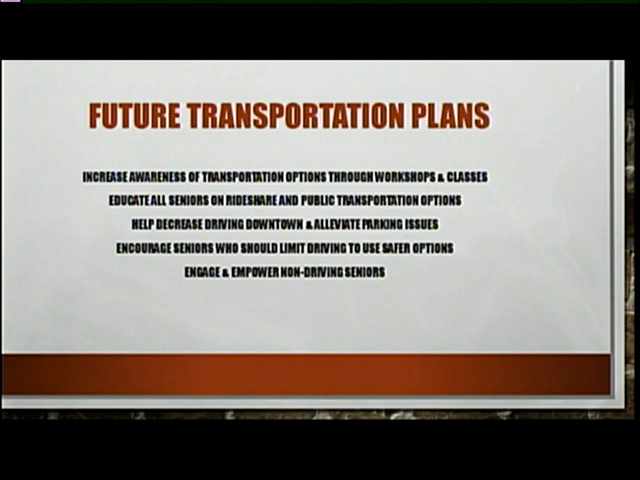 FUTURE TRANSPORTATION PLANS
INCREASE AWARENESS OF TRANSPORTATION OPTIONS THROUGH WORKSHOPS & CLASSES
EDUCATE ALL SENIORS ON RIDESHARE AND PUBLIC TRANSPORTATION OPTIONS
HELP DECREASE DRIVING DOWNTOWN & ALLEVIATE PARKING ISSUES
ENCOURAGE SENIORS WHO SHOULD LIMIT DRIVING TO USE SAFER OPTIONS
ENGAGE & EMPOWER NON-DRIVING SENIORS